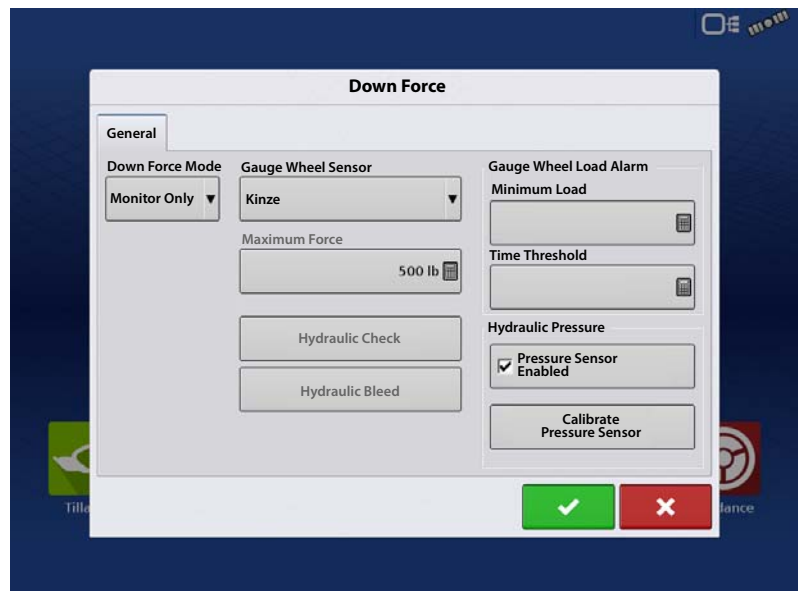 Down Force
General
Down Force Mode
Monitor Only
Gauge Wheel Sensor
Kinze
Maximum Force
500 lb
Hydraulic Check
Hydraulic Bleed
Gauge Wheel Load Alarm
Minimum Load
Time Threshold
Hydraulic Pressure
Pressure Sensor
Enabled
Calibrate
Pressure Sensor
Tilla
dance